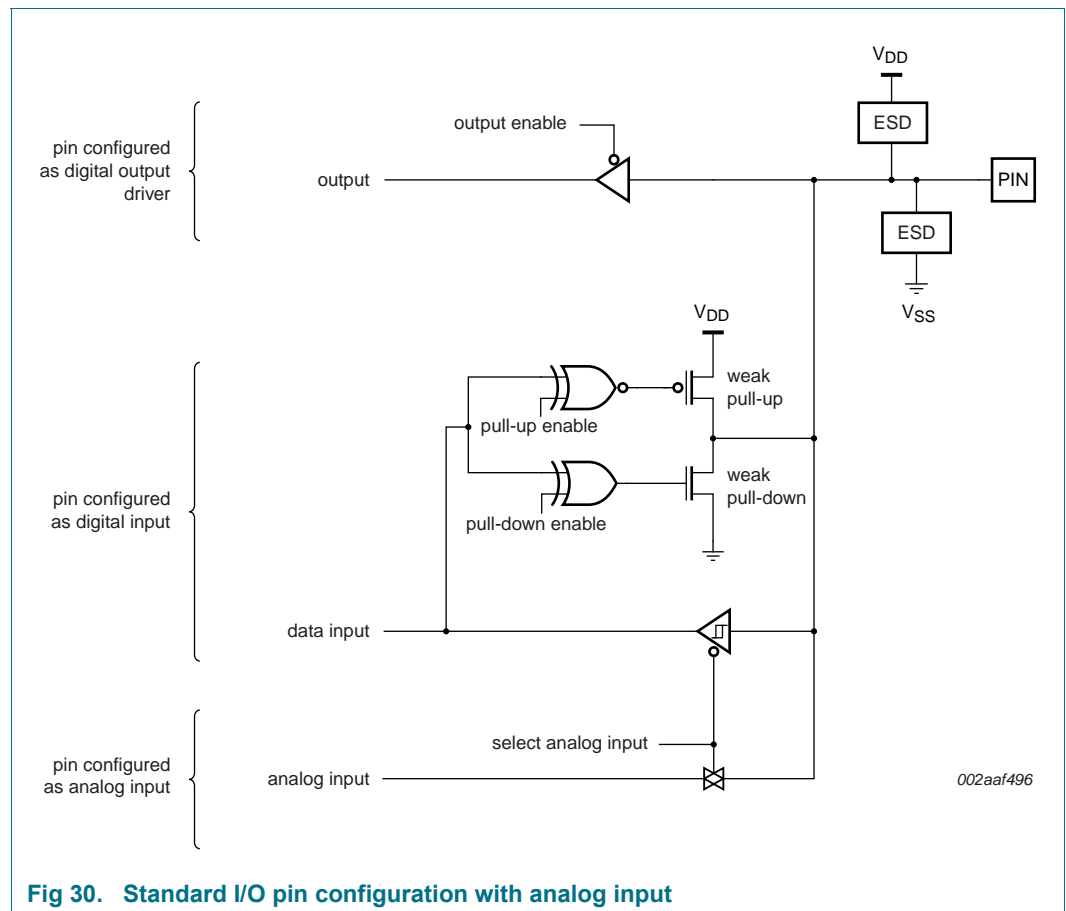 VDD
ESD
output enable
pin configured
as digital output
driver
output
PIN
ESD
VSS
VDD
weak
pull-up
pull-up enable
weak
pull-down
pull-down enable
pin configured
as digital input
data input
select analog input
pin configured
as analog input
analog input
002aaf496
Fig 30. Standard I/O pin configuration with analog input